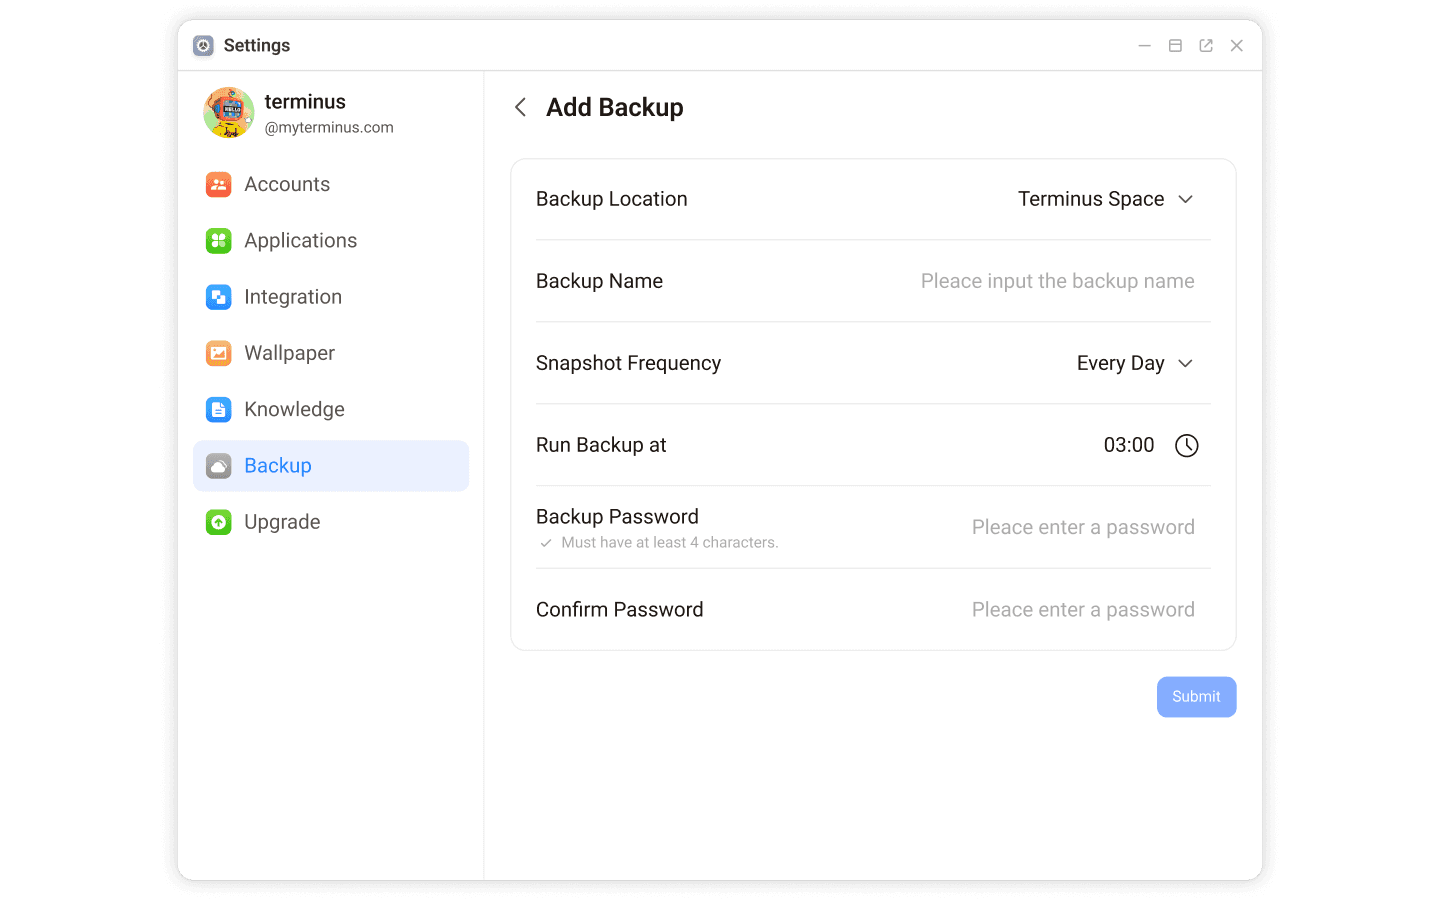 Settings
terminus
@myterminus.com
Accounts
Applications
Integration
Wallpaper
Knowledge
Backup
Upgrade
Add Backup
Backup Location
Terminus Space
Backup Name
Pleace input the backup name
Snapshot Frequency
Every Day
Run Backup at
03:00
Backup Password
Must have at least 4 characters.
Pleace enter a password
Confirm Password
Pleace enter a password
Submit